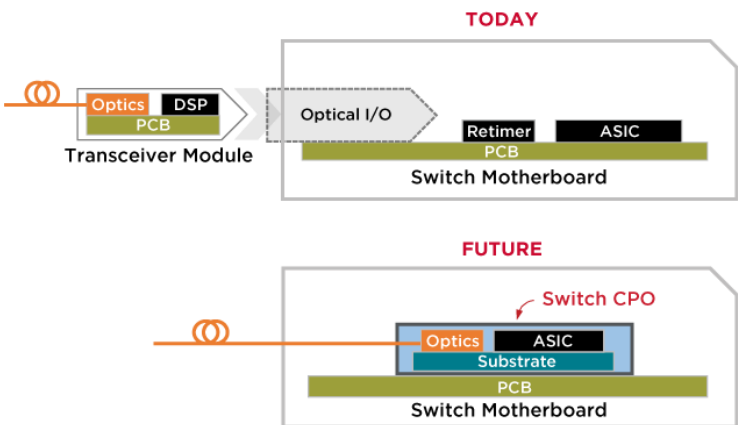 TODAY
Optics
DSP
PCB
Transceiver Module
Optical I/O
Retimer
ASIC
PCB
Switch Motherboard
FUTURE
Switch CPO
Optics
ASIC
Substrate
PCB
Switch Motherboard